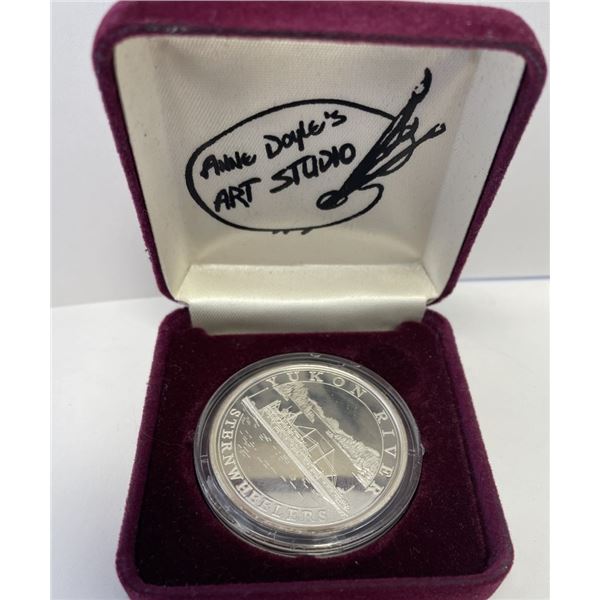 ANNE DOYLE'S
ART STUDIO
YUKON RIVER
STERNWHEELERS